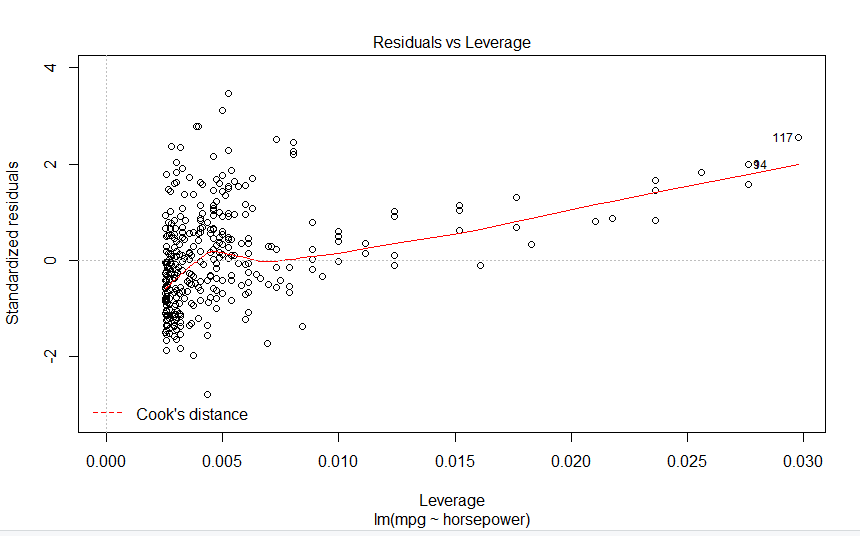 Residuals vs Leverage
4
2
0
-2
Standardized residuals
117
94
Cook's distance
0.000 0.005 0.010 0.015 0.020 0.025 0.030
Leverage
lm(mpg ~ horsepower)